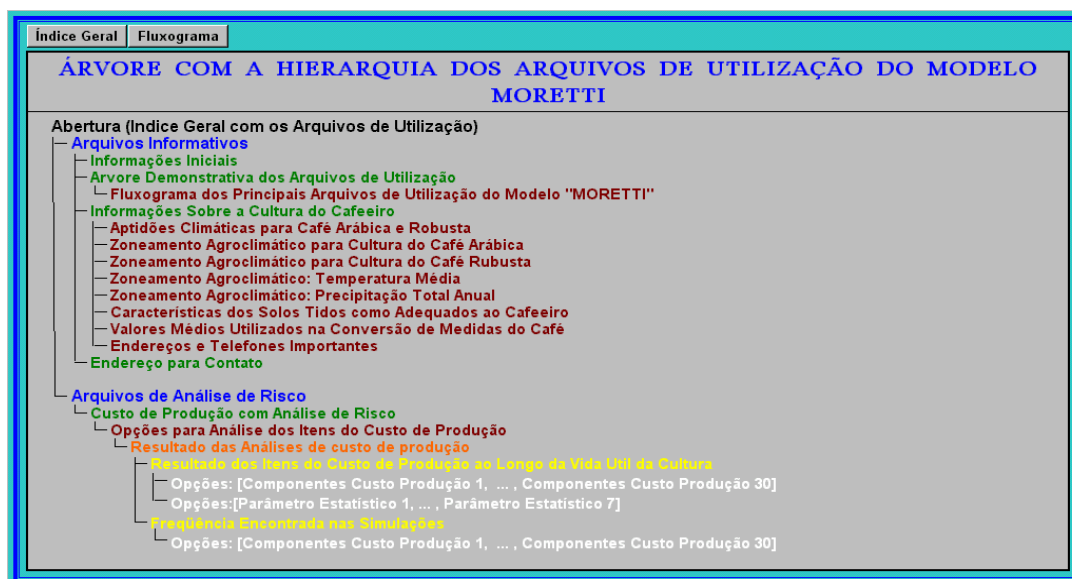 Índice Geral Fluxograma
ÁRVORE COM A HIERARQUIA DOS ARQUIVOS DE UTILIZAÇÃO DO MODELO
MORETTI
Abertura (Indice Geral com os Arquivos de Utilização)
Arquivos Informativos
Informações Iniciais
Arvore Demonstrativa dos Arquivos de Utilização
Fluxograma dos Principais Arquivos de Utilização do Modelo "MORETTI"
Informações Sobre a Cultura do Cafeeiro
Aptidões Climáticas para Café Arábica e Robusta
Zoneamento Agroclimático para Cultura do Café Arábica
Zoneamento Agroclimático para Cultura do Café Rubusta
Zoneamento Agroclimático: Temperatura Média
Zoneamento Agroclimático: Precipitação Total Anual
Características dos Solos Tidos como Adequados ao Cafeeiro
Valores Médios Utilizados na Conversão de Medidas do Café
Endereços e Telefones Importantes
Endereço para Contato
Arquivos de Análise de Risco
Custo de Produção com Análise de Risco
Opções para Análise dos Itens do Custo de Produção
Resultado das Análises de custo de produção
Resultado dos Itens do Custo de Produção ao Longo da Vida Util da Cultura
Opções: [Componentes Custo Produção 1, ... , Componentes Custo Produção 30]
Opções:[Parâmetro Estatístico 1, ... , Parâmetro Estatístico 7]
Freqüência Encontrada nas Simulações
Opções: [Componentes Custo Produção 1, ... , Componentes Custo Produção 30]